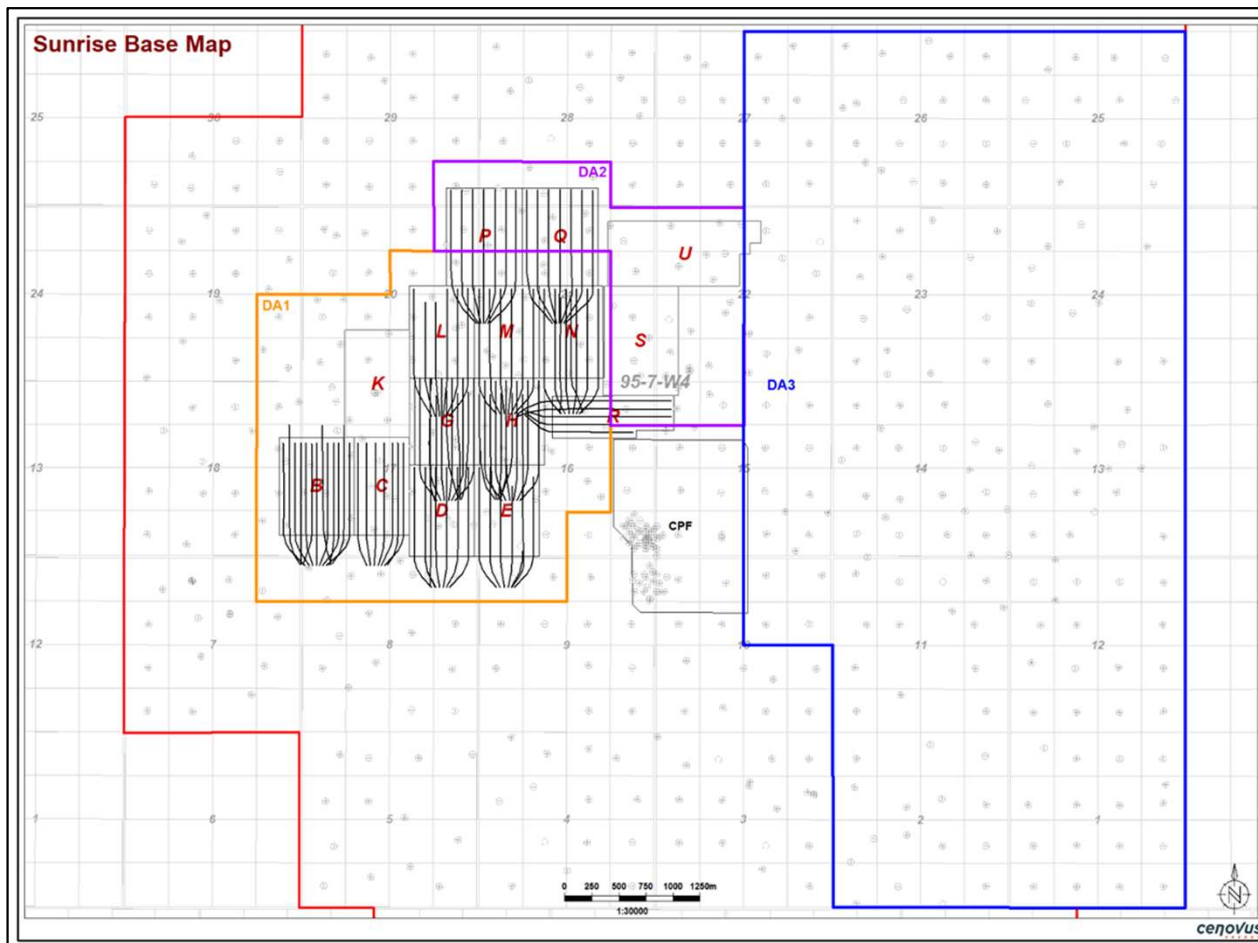 Sunrise Base Map
25 30 29 28 27 26 25
DA2
P Q U
24 19 20 22 23 24
DA1
L M N S
K 95-7-W4 DA3
G H R
13 18 17 16 15 14 13
B C
D E CPF
12 7 8 9 10 11 12
1 6 5 4 3 2 1
0 250 500 750 1000 1250m
1:30000
N
cenovus